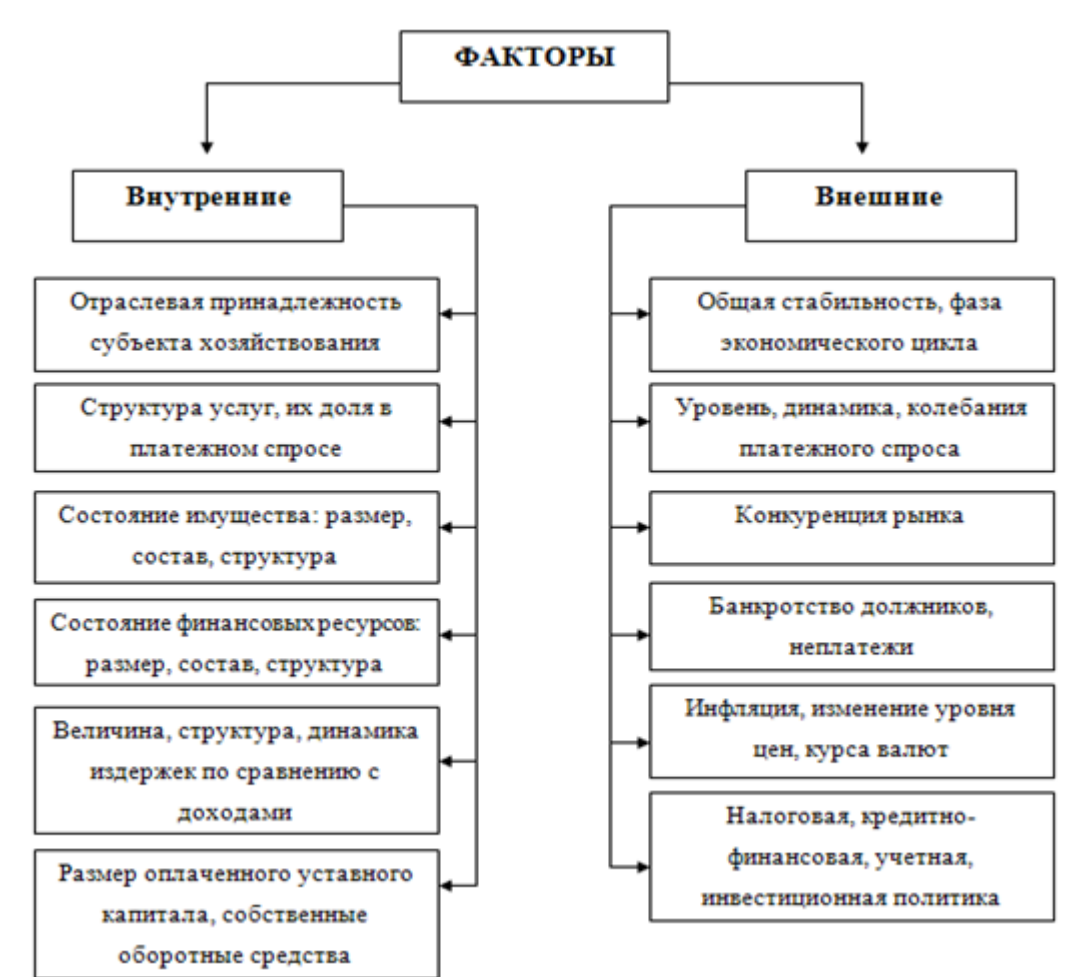 ФАКТОРЫ
Внутренние
Отраслевая принадлежность
субъекта хозяйствования
Структура услуг, их доля в
платежном спросе
Состояние имущества: размер,
состав, структура
Состояние финансовых ресурсов:
размер, состав, структура
Величина, структура, динамика
издержек по сравнению с
доходами
Размер оплаченного уставного
капитала, собственные
оборотные средства
Внешние
Общая стабильность, фаза
экономического цикла
Уровень, динамика, колебания
платежного спроса
Конкуренция рынка
Банкротство должников,
неплатежи
Инфляция, изменение уровня
цен, курса валют
Налоговая, кредитно-
финансовая, учетная,
инвестиционная политика